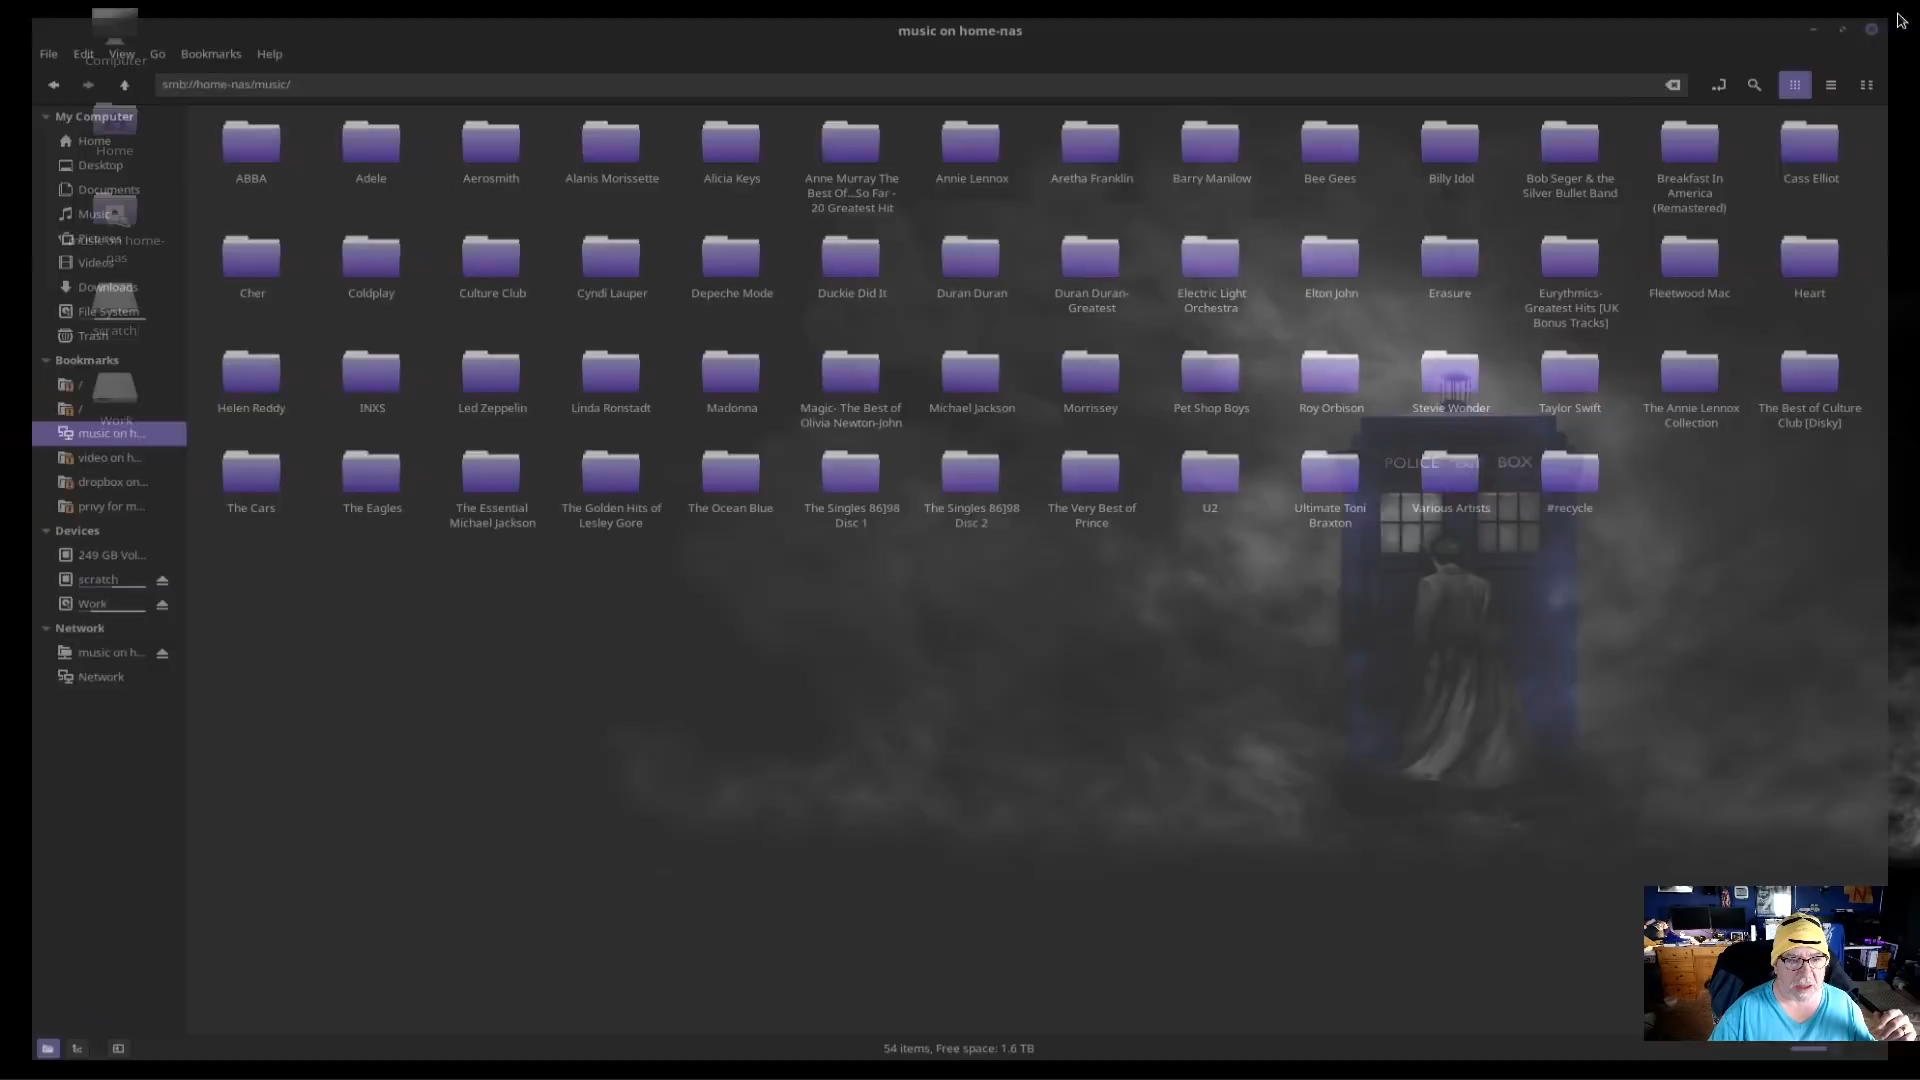 music on home-nas
File Edit View Go Bookmarks Help
Computer
smb://home-nas/music/
My Computer
Home
Home
Desktop
Documents
Music
Pictures
music on home-
nas
Videos
Downloads
File System
scratch
Trash
Bookmarks
/
/
Work
music on h...
video on h...
dropbox on...
privy for m...
Devices
249 GB Vol...
scratch
Work
Network
music on h...
Network
ABBA
Adele
Aerosmith
Alanis Morissette
Alicia Keys
Anne Murray The
Best Of...So Far -
20 Greatest Hit
Annie Lennox
Aretha Franklin
Barry Manilow
Bee Gees
Billy Idol
Bob Seger & the
Silver Bullet Band
Breakfast In
America
(Remastered)
Cass Elliot
Cher
Coldplay
Culture Club
Cyndi Lauper
Depeche Mode
Duckie Did It
Duran Duran
Duran Duran-
Greatest
Electric Light
Orchestra
Elton John
Erasure
Eurythmics-
Greatest Hits [UK
Bonus Tracks]
Fleetwood Mac
Heart
Helen Reddy
INXS
Led Zeppelin
Linda Ronstadt
Madonna
Magic- The Best of
Olivia Newton-John
Michael Jackson
Morrissey
Pet Shop Boys
Roy Orbison
Stevie Wonder
Taylor Swift
The Annie Lennox
Collection
The Best of Culture
Club [Disky]
POLICE BOX
The Cars
The Eagles
The Essential
Michael Jackson
The Golden Hits of
Lesley Gore
The Ocean Blue
The Singles 86]98
Disc 1
The Singles 86]98
Disc 2
The Very Best of
Prince
U2
Ultimate Toni
Braxton
Various Artists
#recycle
54 items, Free space: 1.6 TB